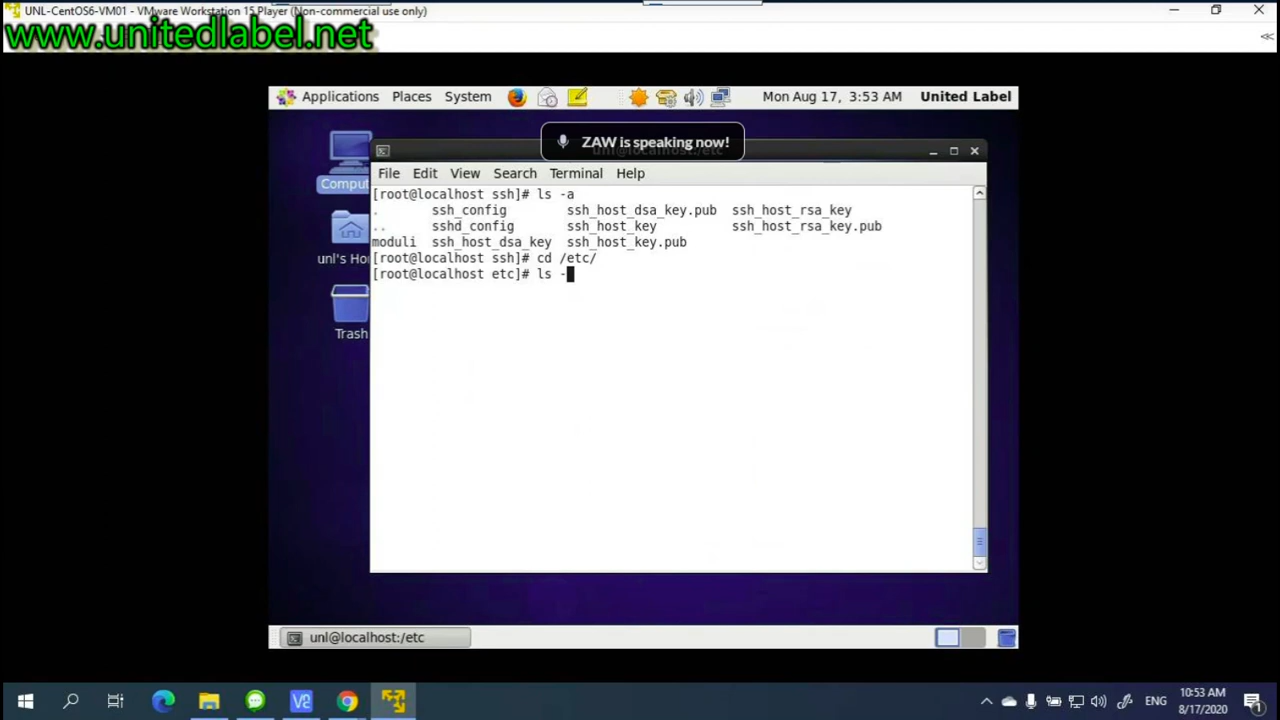 UNL-CentOS6-VM01 - VMware Workstation 15 Player (Non-commercial use only)
www.unitedlabel.net
Applications Places System Mon Aug 17, 3:53 AM United Label
ZAW is speaking now!
File Edit View Search Terminal Help
[root@localhost ssh]# ls -a
. ssh_config ssh_host_dsa_key.pub ssh_host_rsa_key
.. sshd_config ssh_host_key ssh_host_rsa_key.pub
moduli ssh_host_dsa_key ssh_host_key.pub
[root@localhost ssh]# cd /etc/
[root@localhost etc]# ls -
Comput
unl's Ho
Trash
unl@localhost:/etc
ENG
10:53 AM
8/17/2020
1